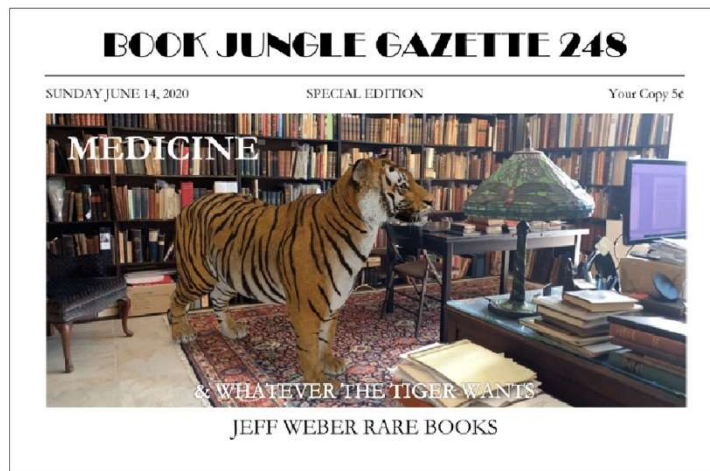 BOOK JUNGLE GAZETTE 248
SUNDAY JUNE 14, 2020 SPECIAL EDITION Your Copy 5¢
MEDICINE
& WHATEVER THE TIGER WANTS
JEFF WEBER RARE BOOKS